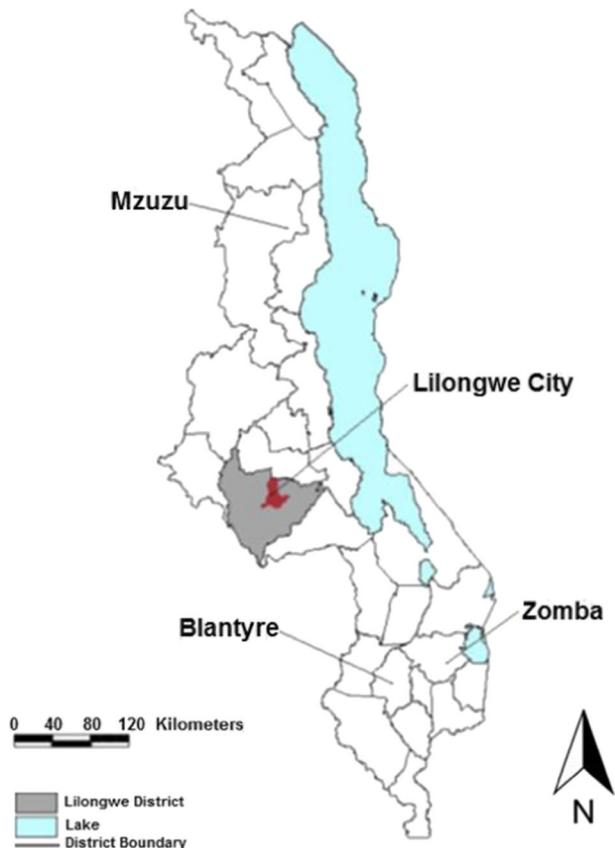 Mzuzu
Lilongwe City
Zomba
Blantyre
0 40 80 120 Kilometers
N
Lilongwe District
Lake
District Boundary